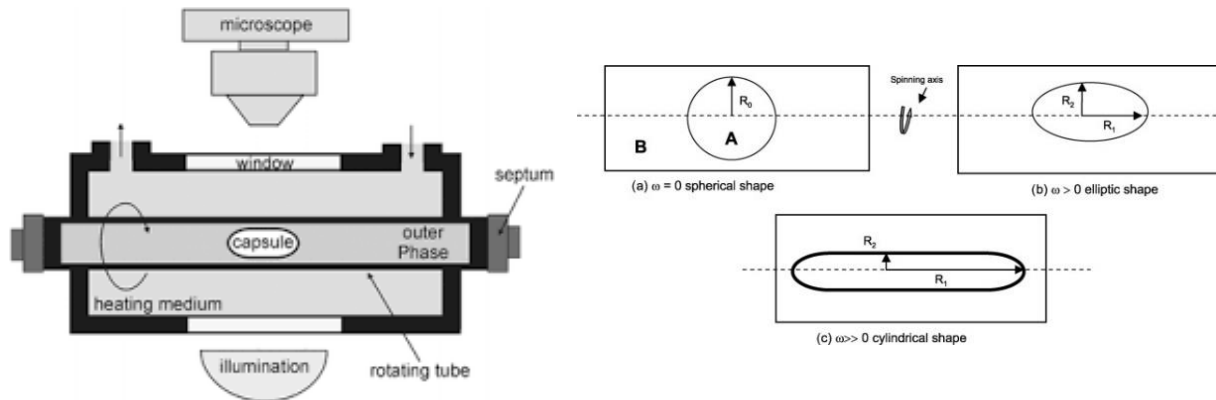 microscope
window
septum
capsule
outer
Phase
heating medium
illumination
rotating tube
R₀
B
A
(a) ω = 0 spherical shape
Spinning axis
R₂
R₁
(b) ω > 0 elliptic shape
R₂
R₁
(c) ω>> 0 cylindrical shape